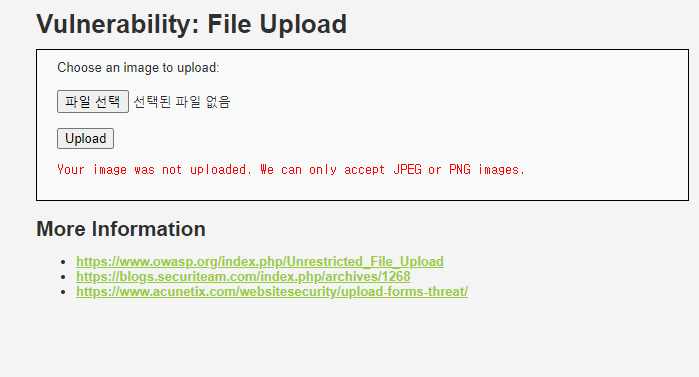 Vulnerability: File Upload
Choose an image to upload:
파일 선택 선택된 파일 없음
Upload
Your image was not uploaded. We can only accept JPEG or PNG images.
More Information
https://www.owasp.org/index.php/Unrestricted_File_Upload
https://blogs.securiteam.com/index.php/archives/1268
https://www.acunetix.com/websitesecurity/upload-forms-threat/